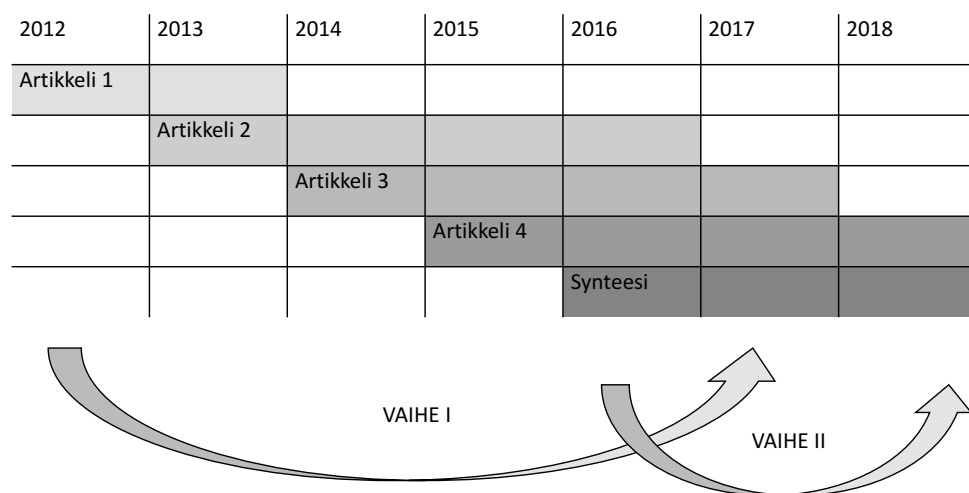 2012 2013 2014 2015 2016 2017 2018
Artikkeli 1
Artikkeli 2
Artikkeli 3
Artikkeli 4
Synteesi
VAIHE I
VAIHE II